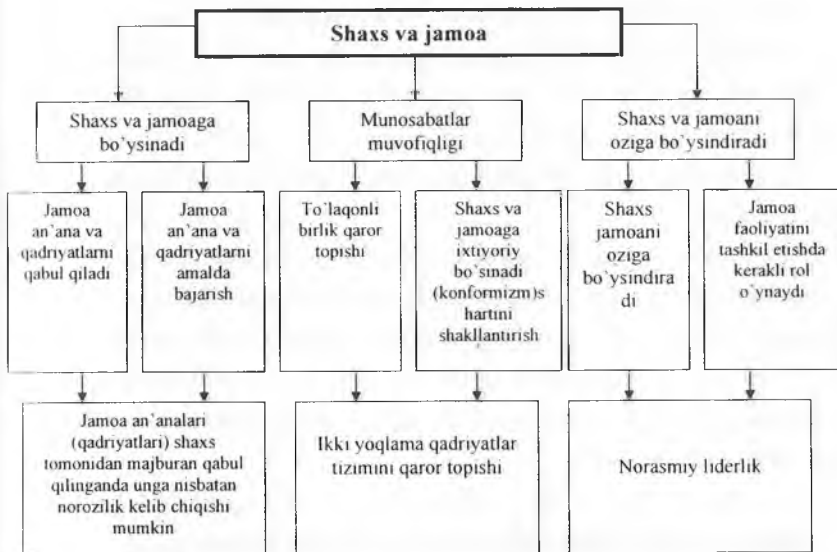 Shaxs va jamoa
Shaxs va jamoaga
bo`ysinadi
Munosabatlar
muvofiqligi
Shaxs va jamoani
oziga bo`ysindiradi
Jamoa
an`ana va
qadriyatlarni
qabul qiladi
Jamoa
an`ana va
qadriyatlarni
amalda
bajarish
To`laqonli
birlik qaror
topishi
Shaxs va
jamoaga
ixtiyoriy
bo`sinadi
(konformizm)s
hartini
shakllantirish
Shaxs
jamoani
oziga
bo`ysindira
di
Jamoa
faoliyatini
tashkil etishda
kerakli rol
o`ynaydi
Jamoa an`analari
(qadriyatlari) shaxs
tomonidan majburan qabul
qilinganda unga nisbatan
norozilik kelib chiqishi
mumkin
Ikki yoqlama qadriyatlar
tizimini qaror topishi
Norasmiy liderlik